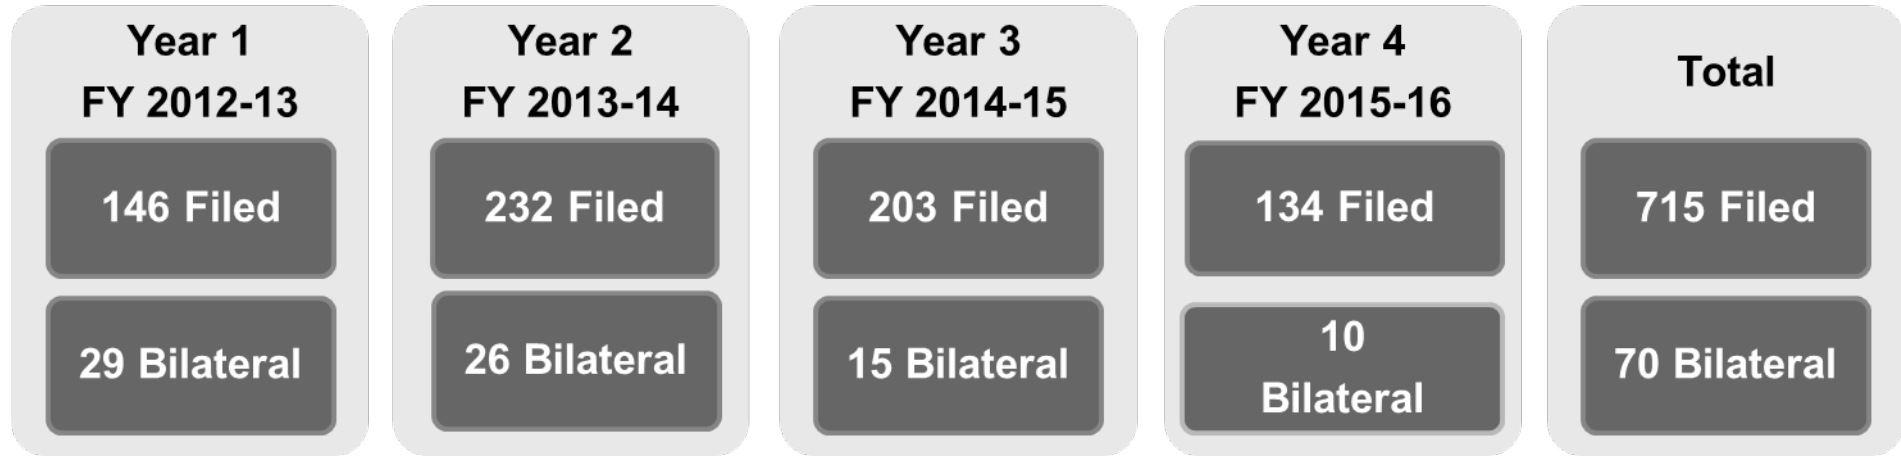 Year 1
FY 2012-13
146 Filed
29 Bilateral
Year 2
FY 2013-14
232 Filed
26 Bilateral
Year 3
FY 2014-15
203 Filed
15 Bilateral
Year 4
FY 2015-16
134 Filed
10
Bilateral
Total
715 Filed
70 Bilateral